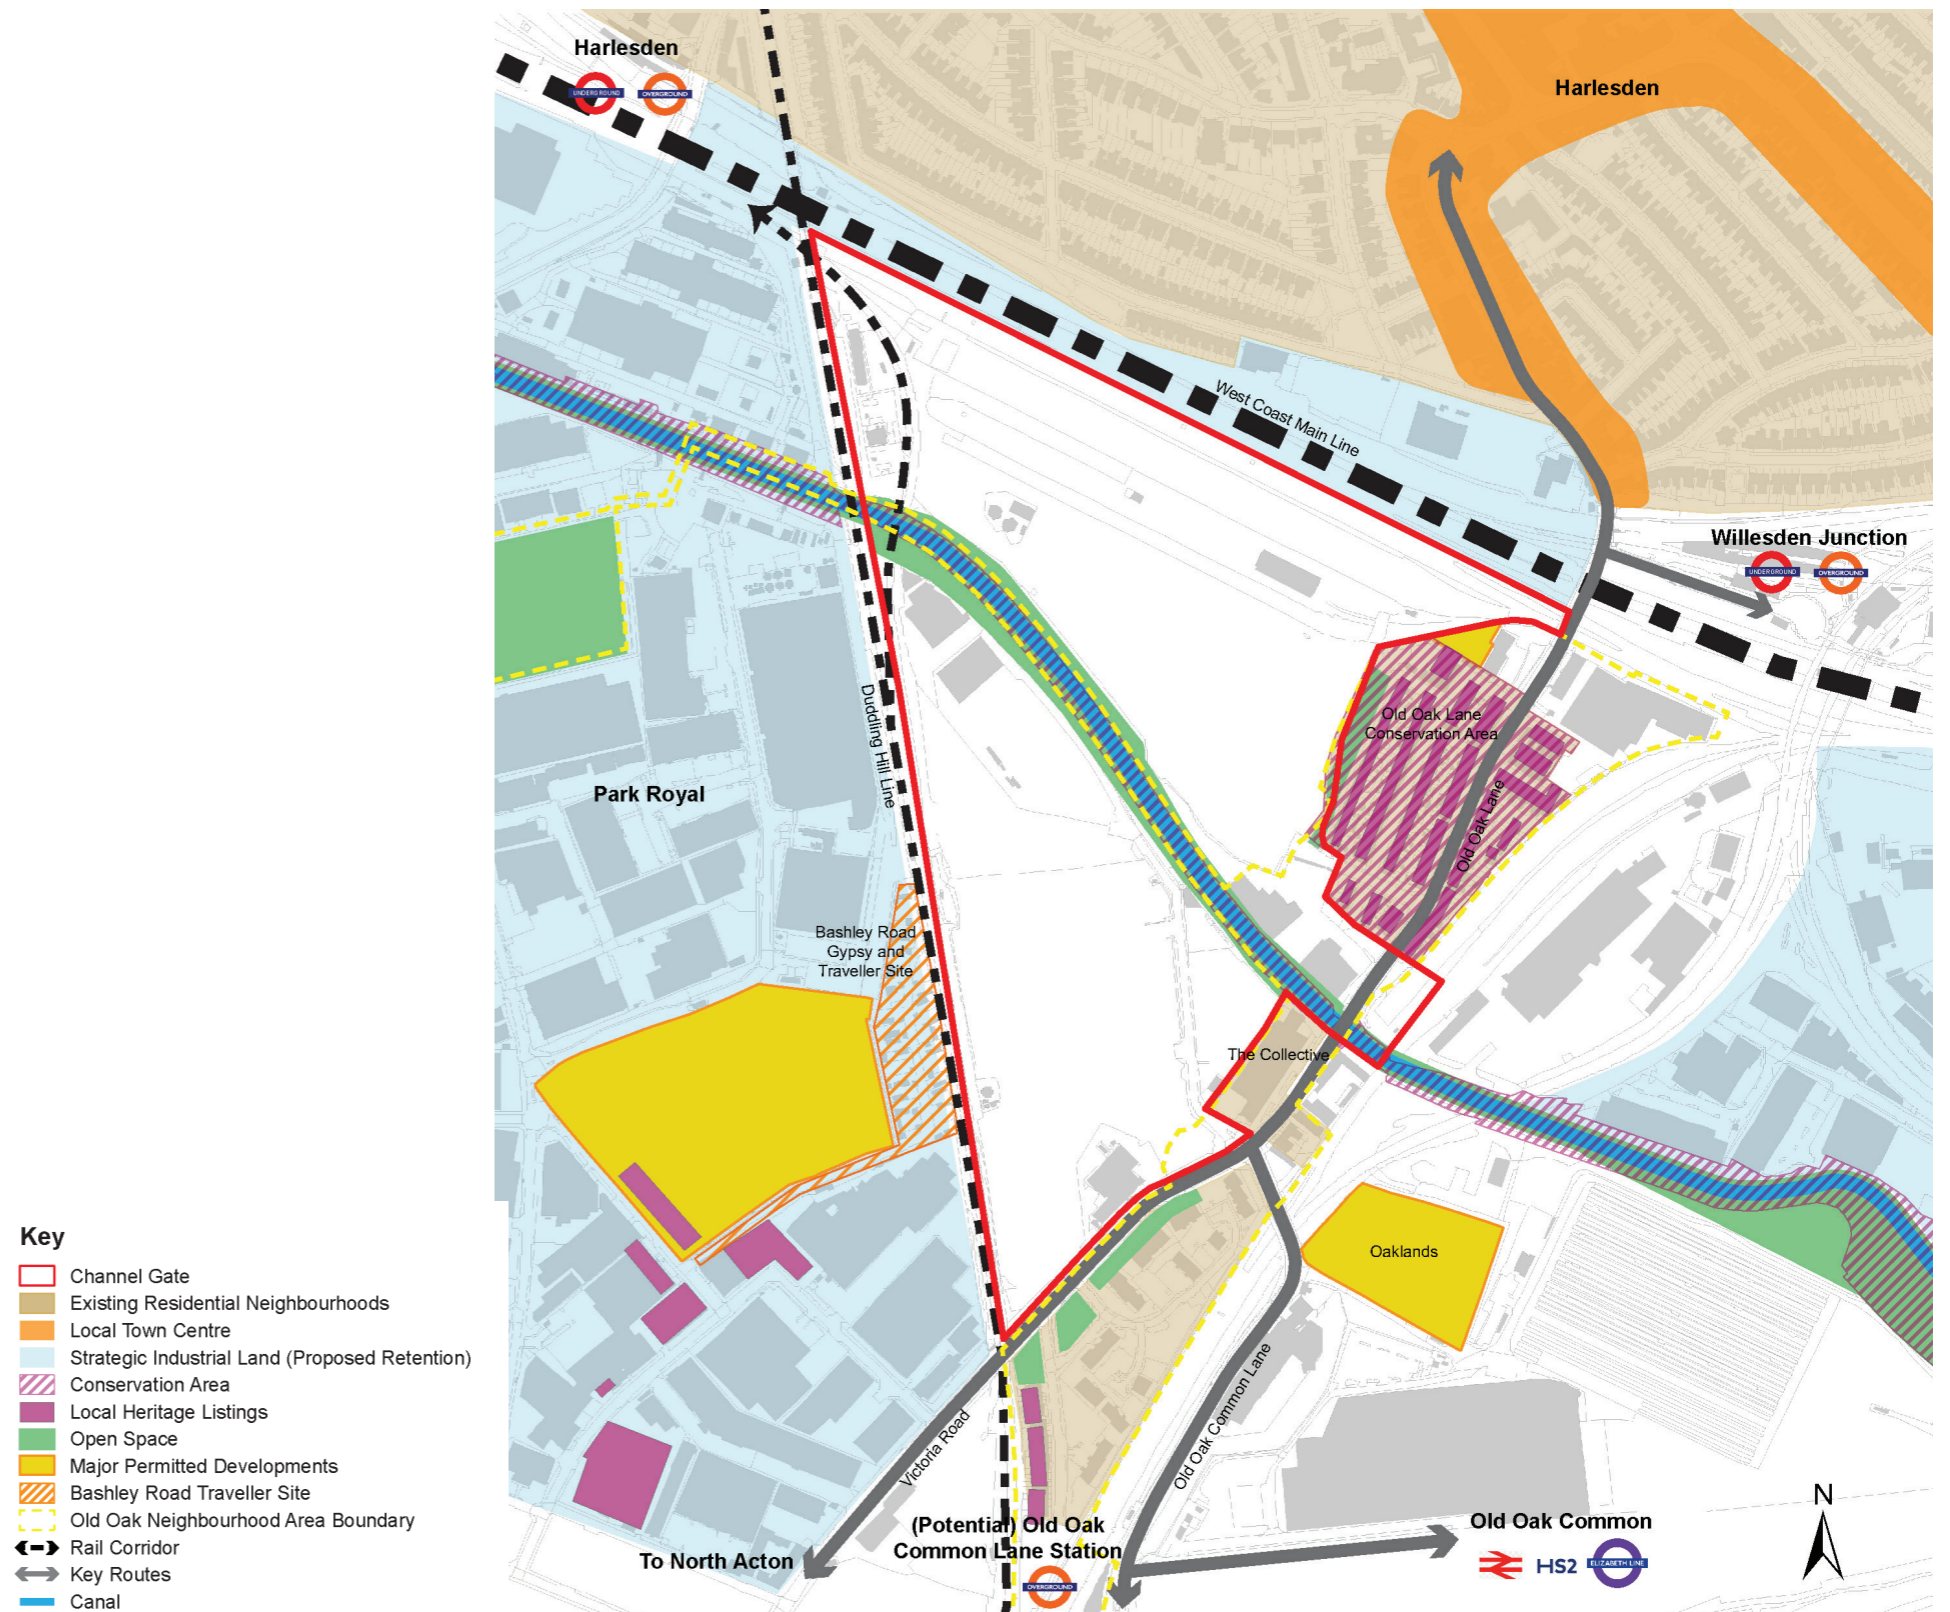 Harlesden
UNDERGROUND
OVERGROUND
Harlesden
West Coast Main Line
Willesden Junction
UNDERGROUND
OVERGROUND
Duddling Hill Line
Old Oak Lane
Conservation Area
Old Oak Lane
Park Royal
Bashley Road
Gypsy and
Traveller Site
The Collective
Oaklands
Old Oak Common Lane
Victoria Road
To North Acton
(Potential) Old Oak
Common Lane Station
OVERGROUND
Old Oak Common
HS2
ELIZABETH LINE
N
Key
Channel Gate
Existing Residential Neighbourhoods
Local Town Centre
Strategic Industrial Land (Proposed Retention)
Conservation Area
Local Heritage Listings
Open Space
Major Permitted Developments
Bashley Road Traveller Site
Old Oak Neighbourhood Area Boundary
Rail Corridor
Key Routes
Canal